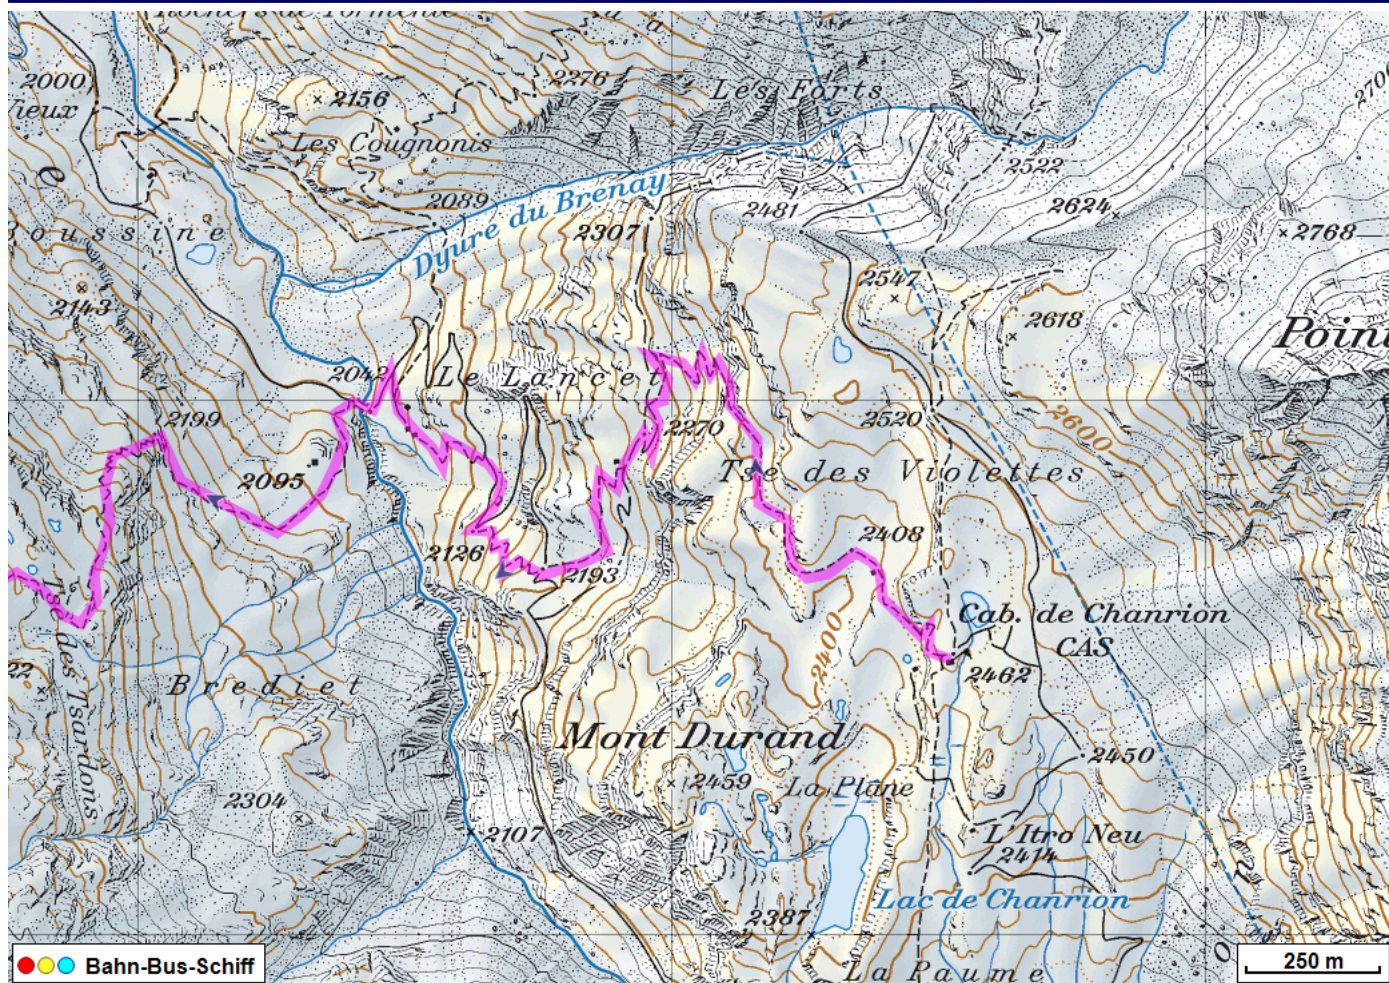 2000
2276
Vieux
2156
Les Forts
Les Cougnonis
2522
2700
2089
Dyure du Brenay
2481
2624
2307
2768
Boussine
2547
2143
2618
Le Lancet
2042
2199
2270
2520
2600
2095
Tsè des Violettes
2408
2126
2193
Cab. de Chanrion
CAS
2400
2462
Brediet
des Tsardons
Mont Durand
2450
2304
2459
La Plane
2107
L'Itro Neu
2414
2387
Lac de Chanrion
La Paume
Bahn-Bus-Schiff
250 m